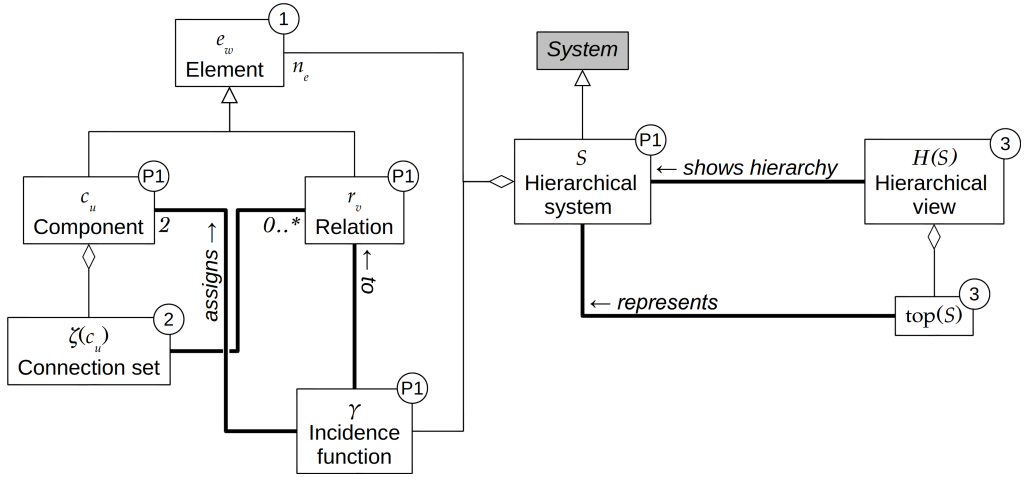 1
e_w
Element
n_e
System
P1
c_u
Component
2
P1
r_v
Relation
0..*
P1
S
Hierarchical
system
← shows hierarchy
3
H(S)
Hierarchical
view
assigns →
← to
2
ζ(c_u)
Connection set
← represents
3
top(S)
P1
γ
Incidence
function